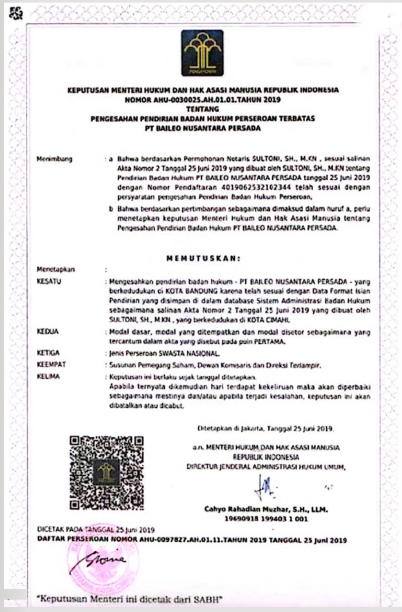 KEPUTUSAN MENTERI HUKUM DAN HAK ASASI MANUSIA REPUBLIK INDONESIA
NOMOR AHU-0030025.AH.01.01.TAHUN 2019
TENTANG
PENGESAHAN PENDIRIAN BADAN HUKUM PERSEROAN TERBATAS
PT BAILEO NUSANTARA PERSADA
Menimbang : a Bahwa berdasarkan Permohonan Notaris SULTONI, SH., M.KN , sesuai salinan
Akta Nomor 2 Tanggal 25 Juni 2019 yang dibuat oleh SULTONI, SH., M.KN tentang
Pendirian Badan Hukum PT BAILEO NUSANTARA PERSADA tanggal 25 Juni 2019
dengan Nomor Pendaftaran 4019062532102344 telah sesuai dengan
persyaratan pengesahan Pendirian Badan Hukum Perseroan;
b Bahwa berdasarkan pertimbangan sebagaimana dimaksud dalam huruf a, perlu
menetapkan keputusan Menteri Hukum dan Hak Asasi Manusia tentang
Pengesahan Pendirian Badan Hukum PT BAILEO NUSANTARA PERSADA.
MEMUTUSKAN:
Menetapkan :
KESATU : Mengesahkan pendirian badan hukum - PT BAILEO NUSANTARA PERSADA - yang
berkedudukan di KOTA BANDUNG karena telah sesuai dengan Data Format Isian
Pendirian yang disimpan di dalam database Sistem Administrasi Badan Hukum
sebagaimana salinan Akta Nomor 2 Tanggal 25 Juni 2019 yang dibuat oleh
SULTONI, SH., M.KN , yang berkedudukan di KOTA CIMAHI.
KEDUA : Modal dasar, modal yang ditempatkan dan modal disetor sebagaimana yang
tercantum dalam akta yang disebut pada poin PERTAMA.
KETIGA : Jenis Perseroan SWASTA NASIONAL.
KEEMPAT : Susunan Pemegang Saham, Dewan Komisaris dan Direksi Terlampir.
KELIMA : Keputusan ini berlaku sejak tanggal ditetapkan.
Apabila ternyata dikemudian hari terdapat kekeliruan maka akan diperbaiki
sebagaimana mestinya dan/atau apabila terjadi kesalahan, keputusan ini akan
dibatalkan atau dicabut.
Ditetapkan di Jakarta, Tanggal 25 Juni 2019.
a.n. MENTERI HUKUM DAN HAK ASASI MANUSIA
REPUBLIK INDONESIA
DIREKTUR JENDERAL ADMINISTRASI HUKUM UMUM,
Cahyo Rahadian Muzhar, S.H., LLM.
19690918 199403 1 001
DICETAK PADA TANGGAL 25 Juni 2019
DAFTAR PERSEROAN NOMOR AHU-0097827.AH.01.11.TAHUN 2019 TANGGAL 25 Juni 2019
"Keputusan Menteri ini dicetak dari SABH"